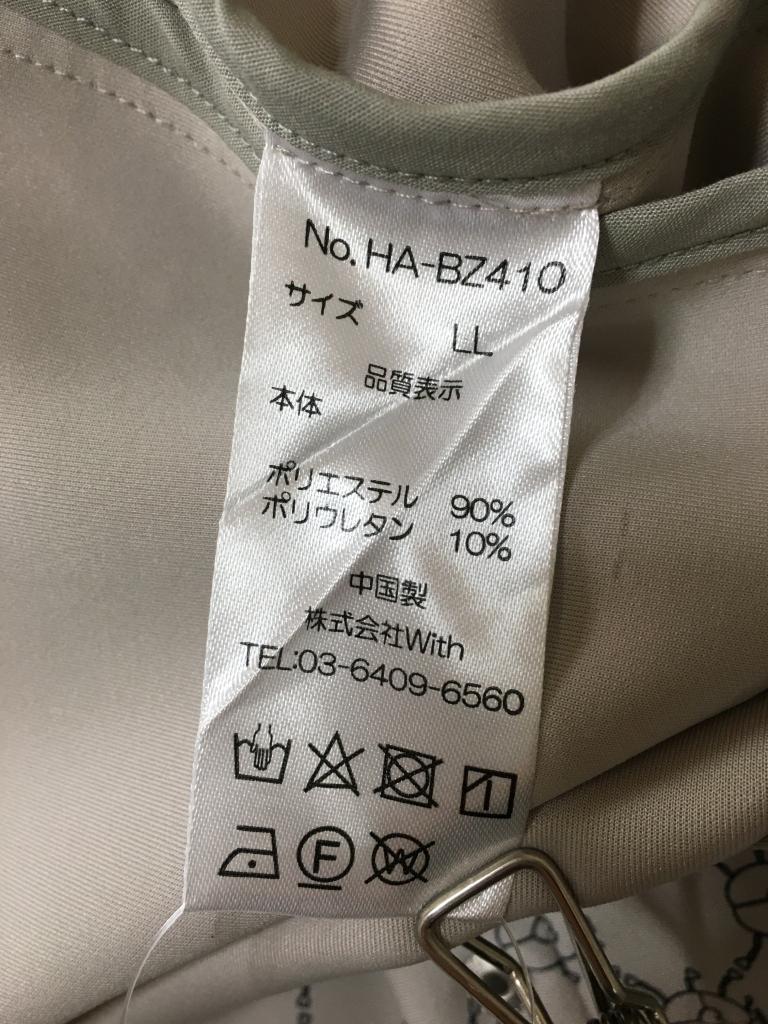 No.HA-BZ410
サイズ
LL
品質表示
本体
ポリエステル 90%
ポリウレタン 10%
中国製
株式会社With
TEL:03-6409-6560
F W